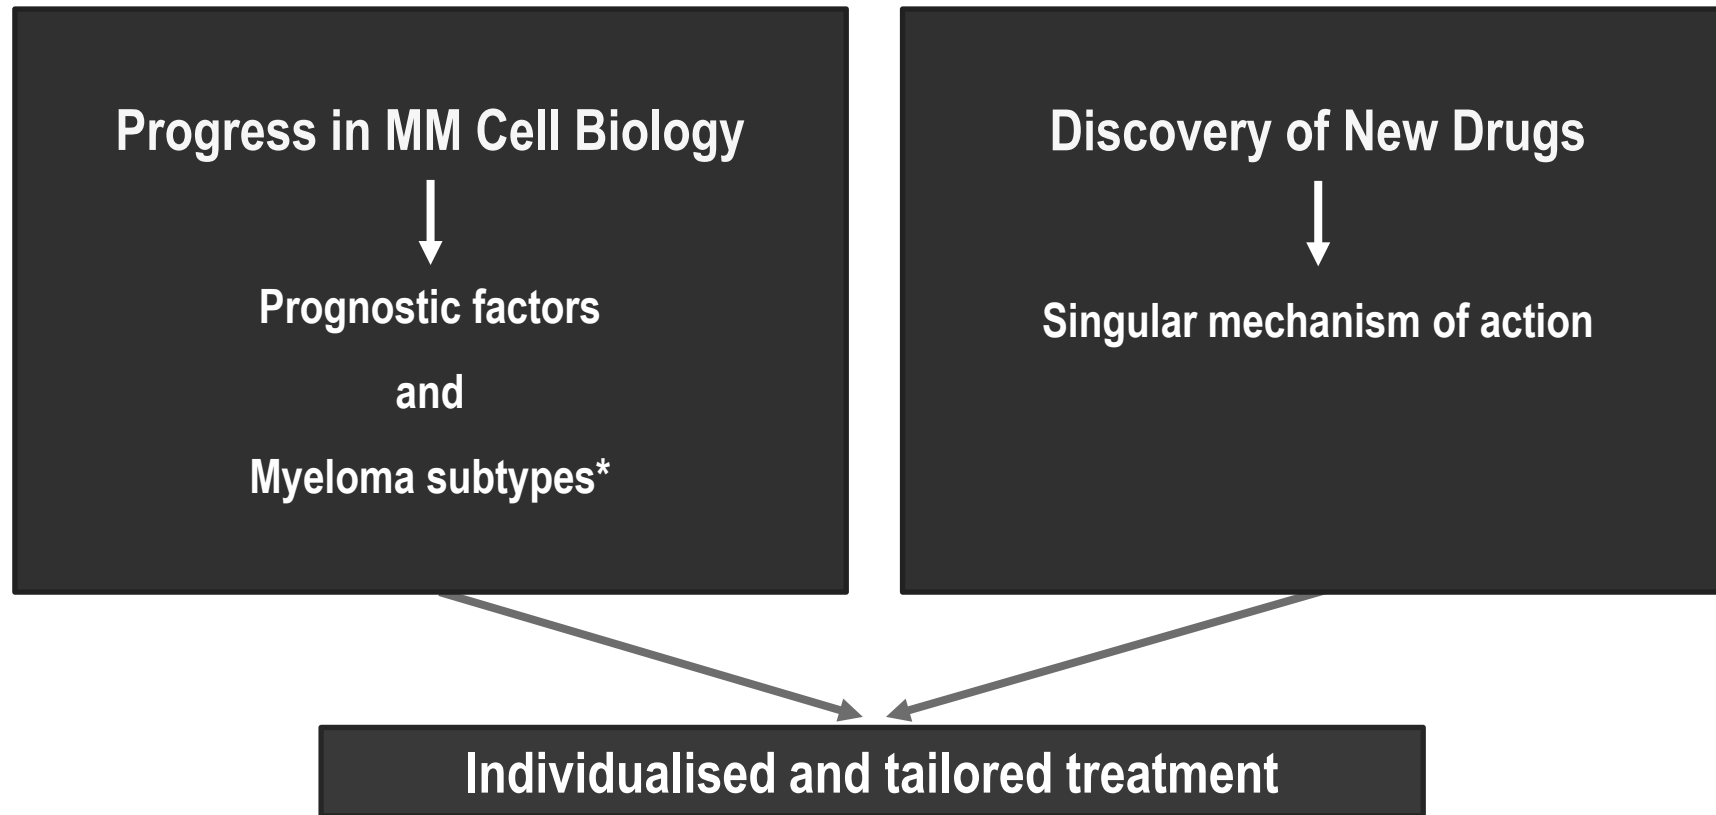 Progress in MM Cell Biology
Prognostic factors
and
Myeloma subtypes*
Discovery of New Drugs
Singular mechanism of action
Individualised and tailored treatment